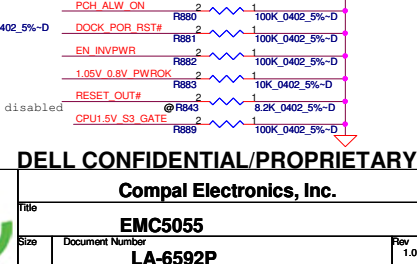 PCH_ALW_ON
2 1
R880 100K_0402_5%~D
402_5%~D
DOCK_POR_RST#
2 1
R881 100K_0402_5%~D
EN_INVPWR
2 1
R882 100K_0402_5%~D
1.05V_0.8V_PWROK
2 1
R883 10K_0402_5%~D
disabled
RESET_OUT#
2 1
@R843 8.2K_0402_5%~D
CPU1.5V_S3_GATE
2 1
R889 100K_0402_5%~D
DELL CONFIDENTIAL/PROPRIETARY
Compal Electronics, Inc.
Title
EMC5055
Size Document Number Rev
LA-6592P 1.0